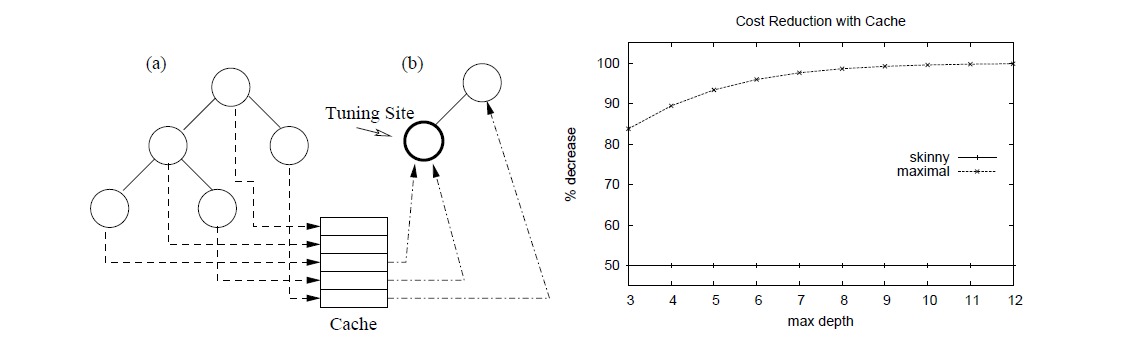 (a)
(b)
Tuning Site
Cache
Cost Reduction with Cache
100
90
80
70
60
50
% decrease
skinny
maximal
3 4 5 6 7 8 9 10 11 12
max depth